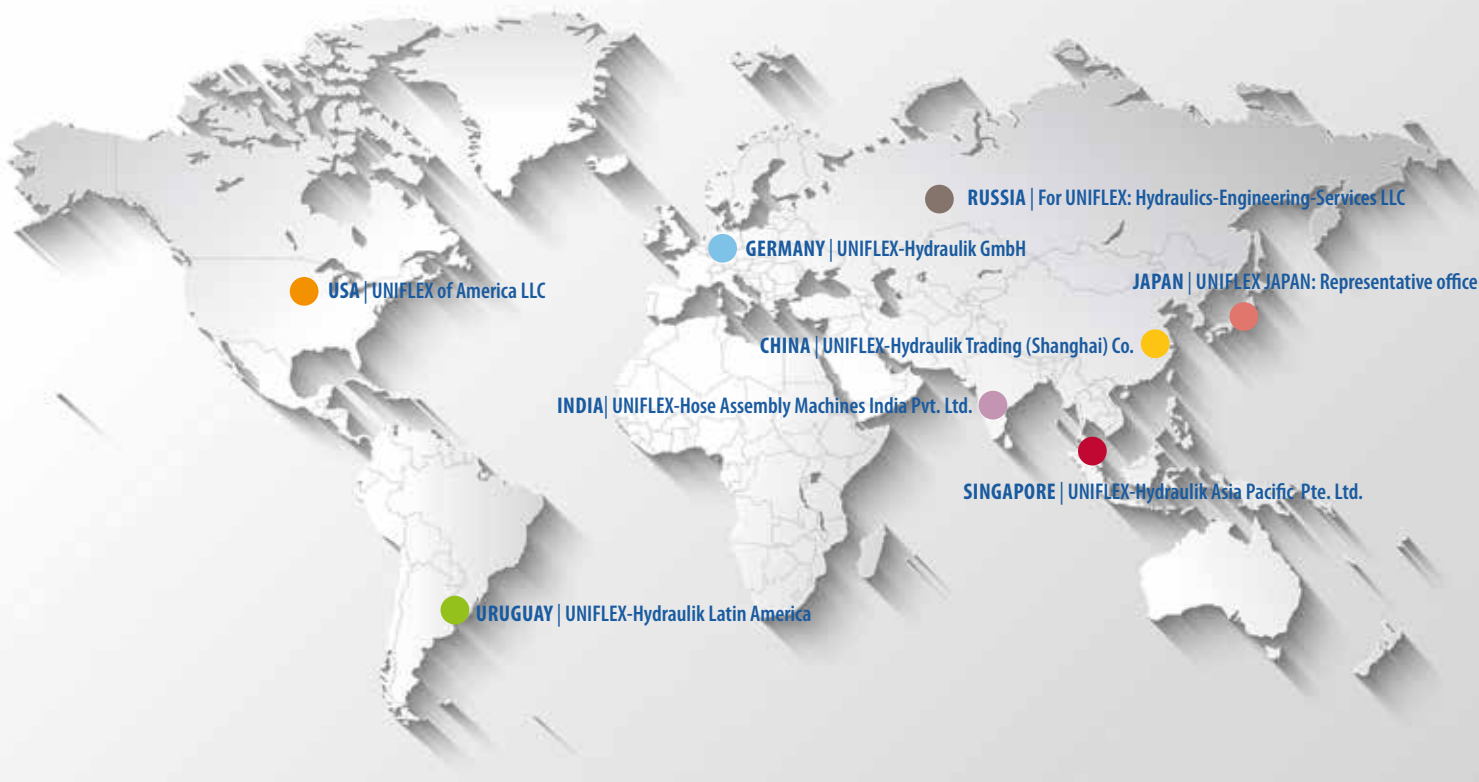 RUSSIA | For UNIFLEX: Hydraulics-Engineering-Services LLC
GERMANY | UNIFLEX-Hydraulik GmbH
JAPAN | UNIFLEX JAPAN: Representative office
USA | UNIFLEX of America LLC
CHINA | UNIFLEX-Hydraulik Trading (Shanghai) Co.
INDIA| UNIFLEX-Hose Assembly Machines India Pvt. Ltd.
SINGAPORE | UNIFLEX-Hydraulik Asia Pacific Pte. Ltd.
URUGUAY | UNIFLEX-Hydraulik Latin America